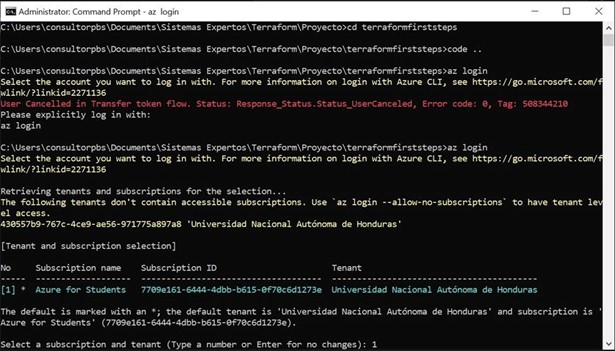 Administrator: Command Prompt - az login
C:\Users\consultorpbs\Documents\Sistemas Expertos\Terraform\Proyecto>cd terraformfirststeps
C:\Users\consultorpbs\Documents\Sistemas Expertos\Terraform\Proyecto\terraformfirststeps>code ..
C:\Users\consultorpbs\Documents\Sistemas Expertos\Terraform\Proyecto\terraformfirststeps>az login
Select the account you want to log in with. For more information on login with Azure CLI, see https://go.microsoft.com/f
wlink/?linkid=2271136
User Cancelled in Transfer token flow. Status: Response_Status.Status_UserCanceled, Error code: 0, Tag: 508344210
Please explicitly log in with:
az login
C:\Users\consultorpbs\Documents\Sistemas Expertos\Terraform\Proyecto\terraformfirststeps>az login
Select the account you want to log in with. For more information on login with Azure CLI, see https://go.microsoft.com/f
wlink/?linkid=2271136
Retrieving tenants and subscriptions for the selection...
The following tenants don't contain accessible subscriptions. Use `az login --allow-no-subscriptions` to have tenant lev
el access.
430557b9-767c-4ce9-ae56-971775a897a8 'Universidad Nacional Autónoma de Honduras'
[Tenant and subscription selection]
No Subscription name Subscription ID Tenant
[1] * Azure for Students 7709e161-6444-4dbb-b615-0f70c6d1273e Universidad Nacional Autónoma de Honduras
The default is marked with an *; the default tenant is 'Universidad Nacional Autónoma de Honduras' and subscription is '
Azure for Students' (7709e161-6444-4dbb-b615-0f70c6d1273e).
Select a subscription and tenant (Type a number or Enter for no changes): 1